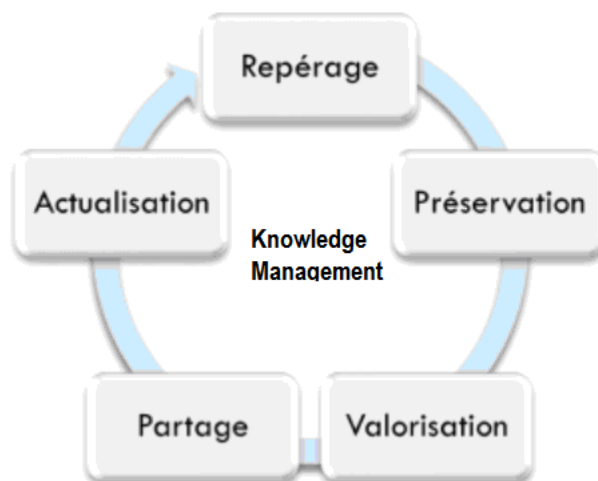 Repérage
Actualisation
Préservation
Knowledge
Management
Partage
Valorisation